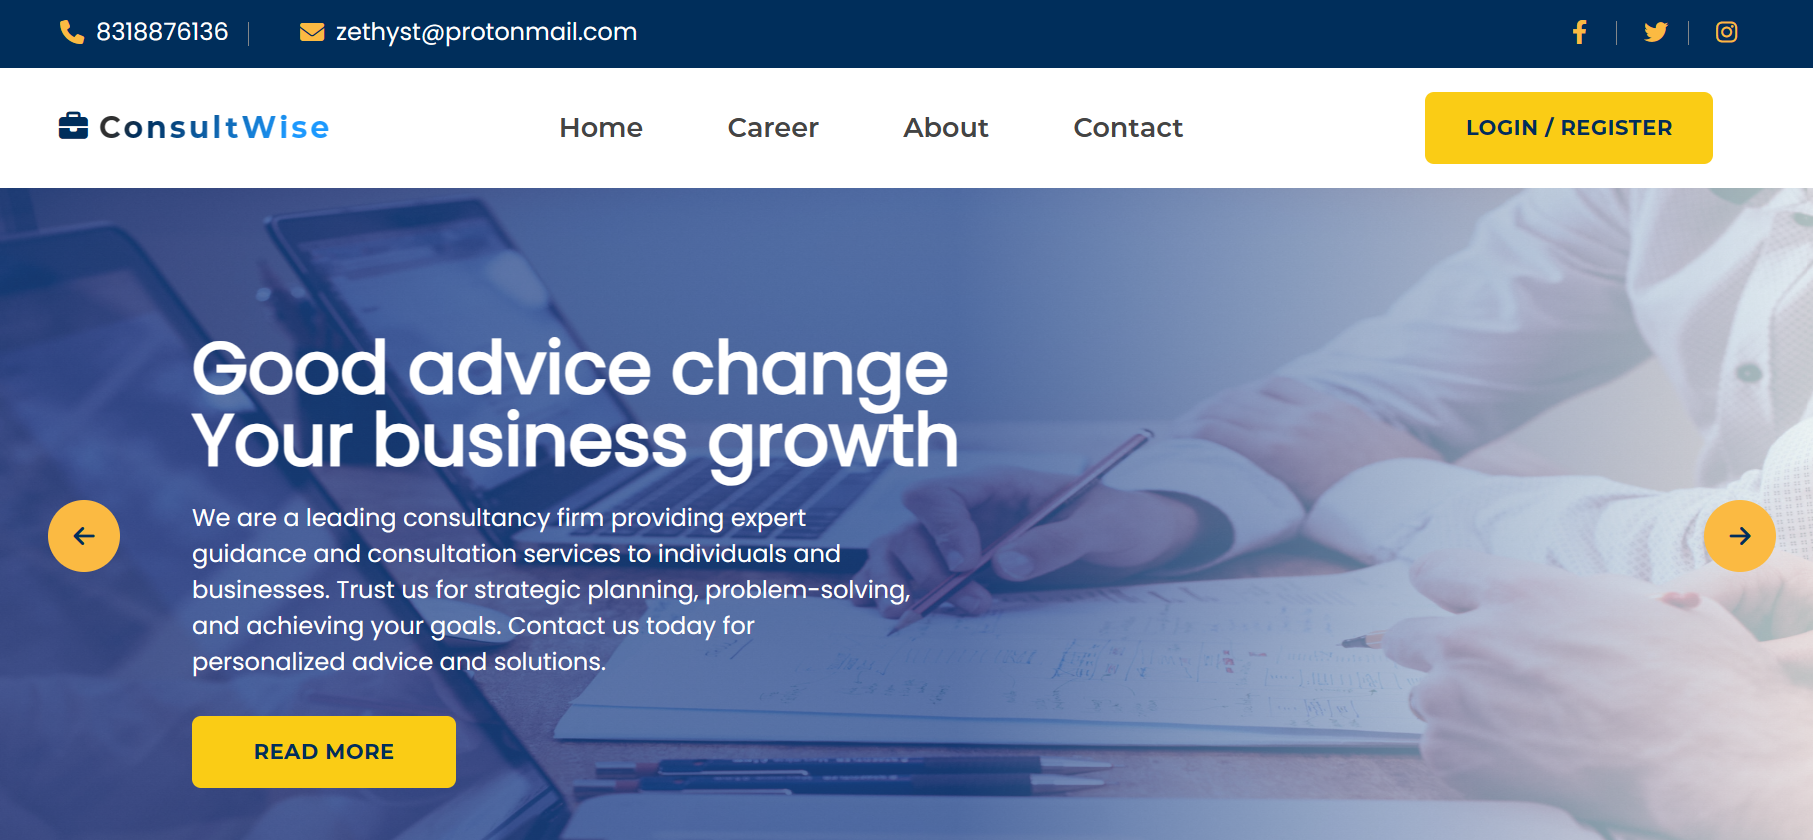 8318876136
zethyst@protonmail.com
ConsultWise
Home
Career
About
Contact
LOGIN / REGISTER
Good advice change
Your business growth
We are a leading consultancy firm providing expert
guidance and consultation services to individuals and
businesses. Trust us for strategic planning, problem-solving,
and achieving your goals. Contact us today for
personalized advice and solutions.
READ MORE